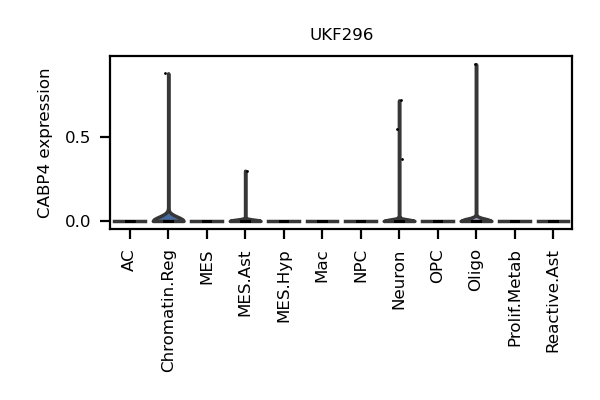 UKF296
CABP4 expression
0.5
0.0
AC
Chromatin.Reg
MES
MES.Ast
MES.Hyp
Mac
NPC
Neuron
OPC
Oligo
Prolif.Metab
Reactive.Ast